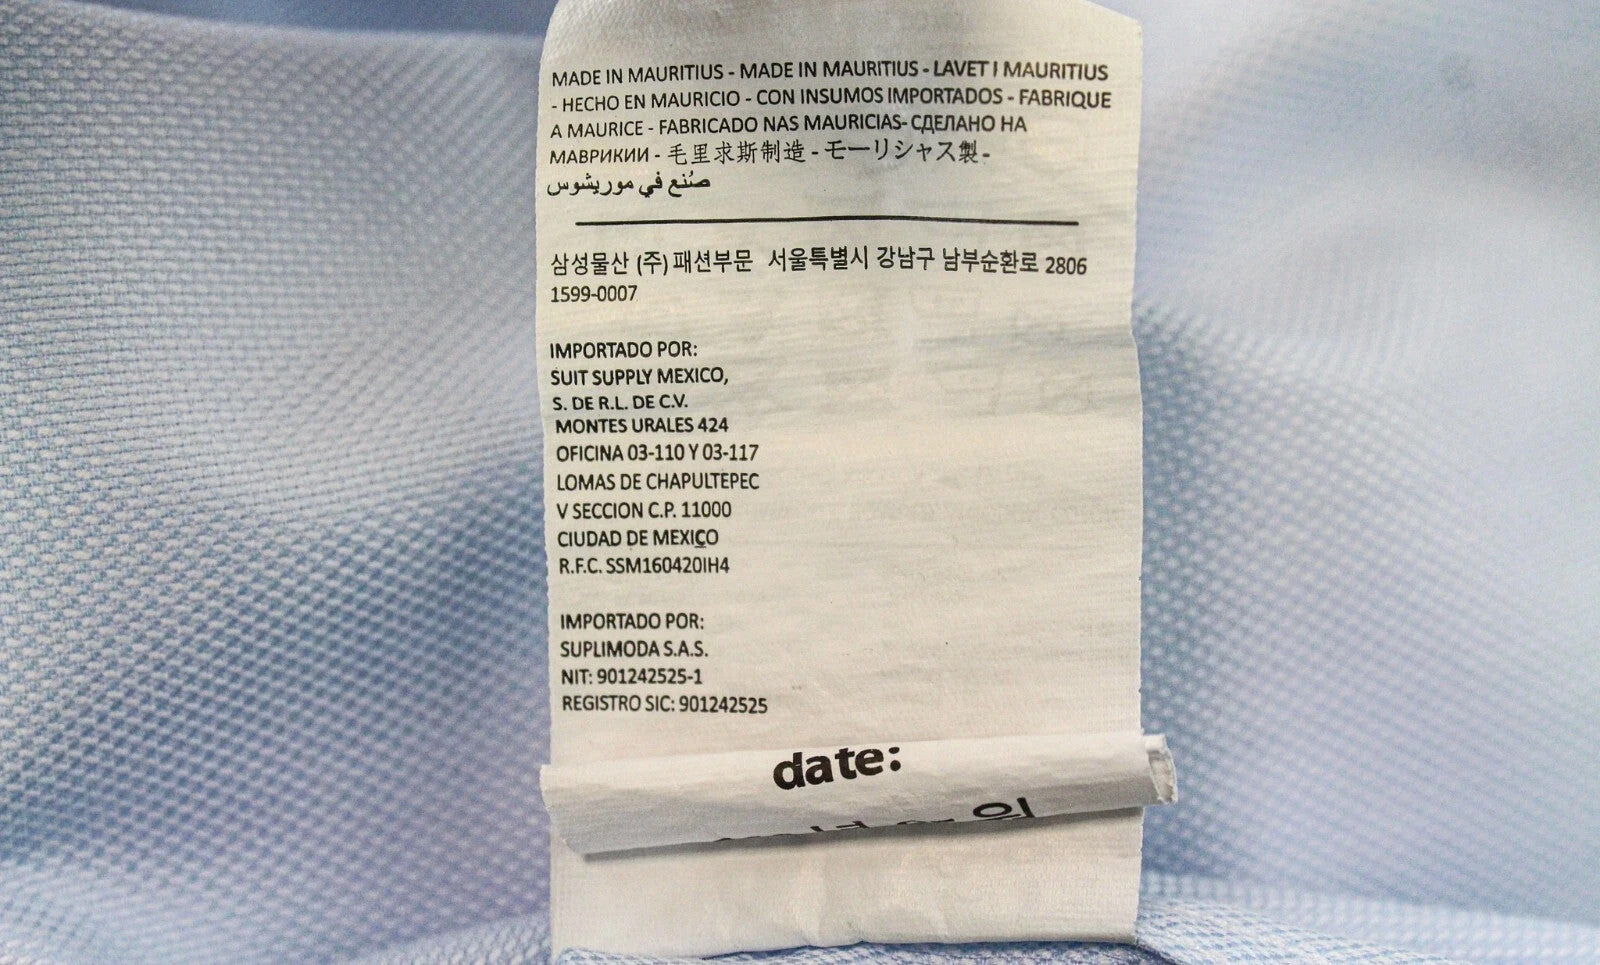 MADE IN MAURITIUS - MADE IN MAURITIUS - LAVET I MAURITIUS
- HECHO EN MAURICIO - CON INSUMOS IMPORTADOS - FABRIQUE
A MAURICE - FABRICADO NAS MAURICIAS- СДЕЛАНО НА
МАВРИКИИ - 毛里求斯制造 - モーリシャス製 -
صُنع في موريشوس
삼성물산 (주) 패션부문 서울특별시 강남구 남부순환로 2806
1599-0007
IMPORTADO POR:
SUIT SUPPLY MEXICO,
S. DE R.L. DE C.V.
MONTES URALES 424
OFICINA 03-110 Y 03-117
LOMAS DE CHAPULTEPEC
V SECCION C.P. 11000
CIUDAD DE MEXICO
R.F.C. SSM160420IH4
IMPORTADO POR:
SUPLIMODA S.A.S.
NIT: 901242525-1
REGISTRO SIC: 901242525
date: